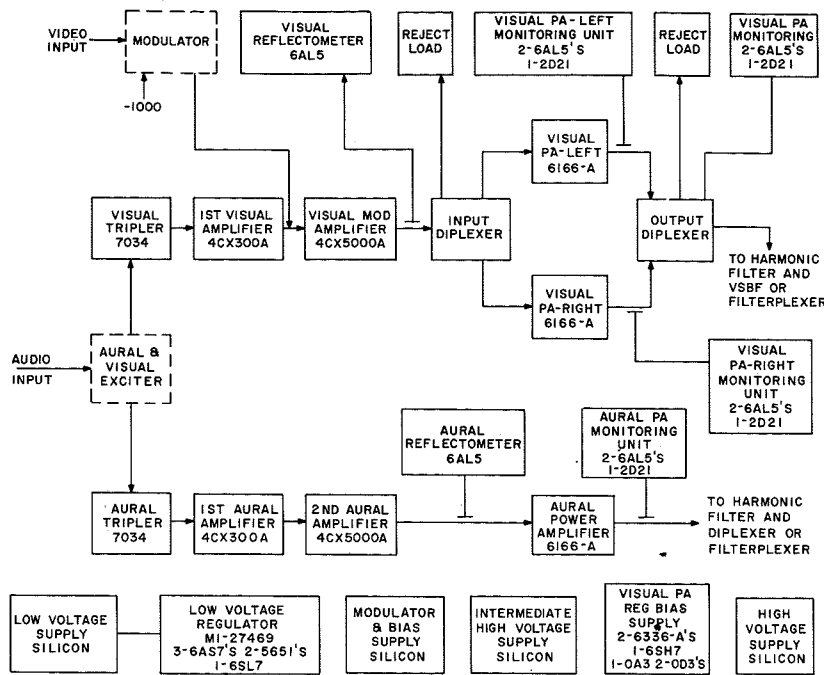 VIDEO
INPUT
MODULATOR
-1000
VISUAL
REFLECTOMETER
6AL5
REJECT
LOAD
VISUAL PA-LEFT
MONITORING UNIT
2-6AL5'S
1-2D21
REJECT
LOAD
VISUAL PA
MONITORING
2-6AL5'S
1-2D21
VISUAL
PA-LEFT
6166-A
VISUAL
TRIPLER
7034
1ST VISUAL
AMPLIFIER
4CX300A
VISUAL MOD
AMPLIFIER
4CX5000A
INPUT
DIPLEXER
OUTPUT
DIPLEXER
TO HARMONIC
FILTER AND
VSBF OR
FILTERPLEXER
VISUAL
PA-RIGHT
6166-A
AUDIO
INPUT
AURAL &
VISUAL
EXCITER
VISUAL
PA-RIGHT
MONITORING
UNIT
2-6AL5'S
1-2D21
AURAL
REFLECTOMETER
6AL5
AURAL PA
MONITORING
UNIT
2-6AL5'S
1-2D21
AURAL
TRIPLER
7034
1ST AURAL
AMPLIFIER
4CX300A
2ND AURAL
AMPLIFIER
4CX5000A
AURAL
POWER
AMPLIFIER
6166-A
TO HARMONIC
FILTER AND
DIPLEXER OR
FILTERPLEXER
LOW VOLTAGE
SUPPLY
SILICON
LOW VOLTAGE
REGULATOR
MI-27469
3-6AS7'S 2-5651'S
1-6SL7
MODULATOR
& BIAS
SUPPLY
SILICON
INTERMEDIATE
HIGH VOLTAGE
SUPPLY
SILICON
VISUAL PA
REG BIAS
SUPPLY
2-6336-A'S
1-6SH7
1-OA3 2-OD3'S
HIGH
VOLTAGE
SUPPLY
SILICON